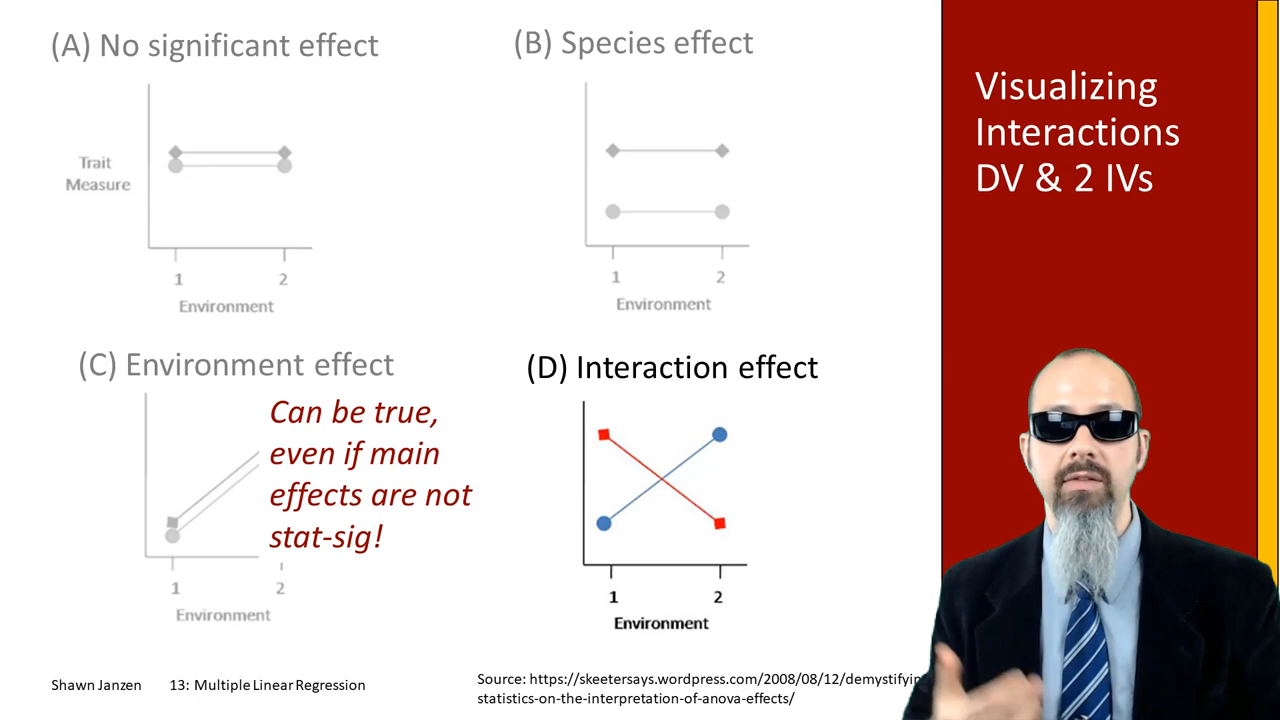 (A) No significant effect
Trait
Measure
1 2
Environment
(B) Species effect
1 2
Environment
(C) Environment effect
Can be true,
even if main
effects are not
stat-sig!
1 2
Environment
(D) Interaction effect
1 2
Environment
Visualizing
Interactions
DV & 2 IVs
Shawn Janzen 13: Multiple Linear Regression
Source: https://skeetersays.wordpress.com/2008/08/12/demystifyin
statistics-on-the-interpretation-of-anova-effects/